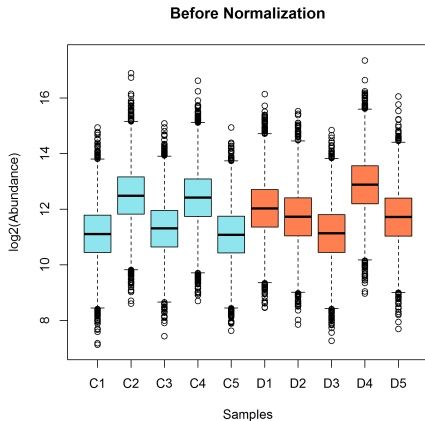 Before Normalization
log2(Abundance)
16
14
12
10
8
C1 C2 C3 C4 C5 D1 D2 D3 D4 D5
Samples